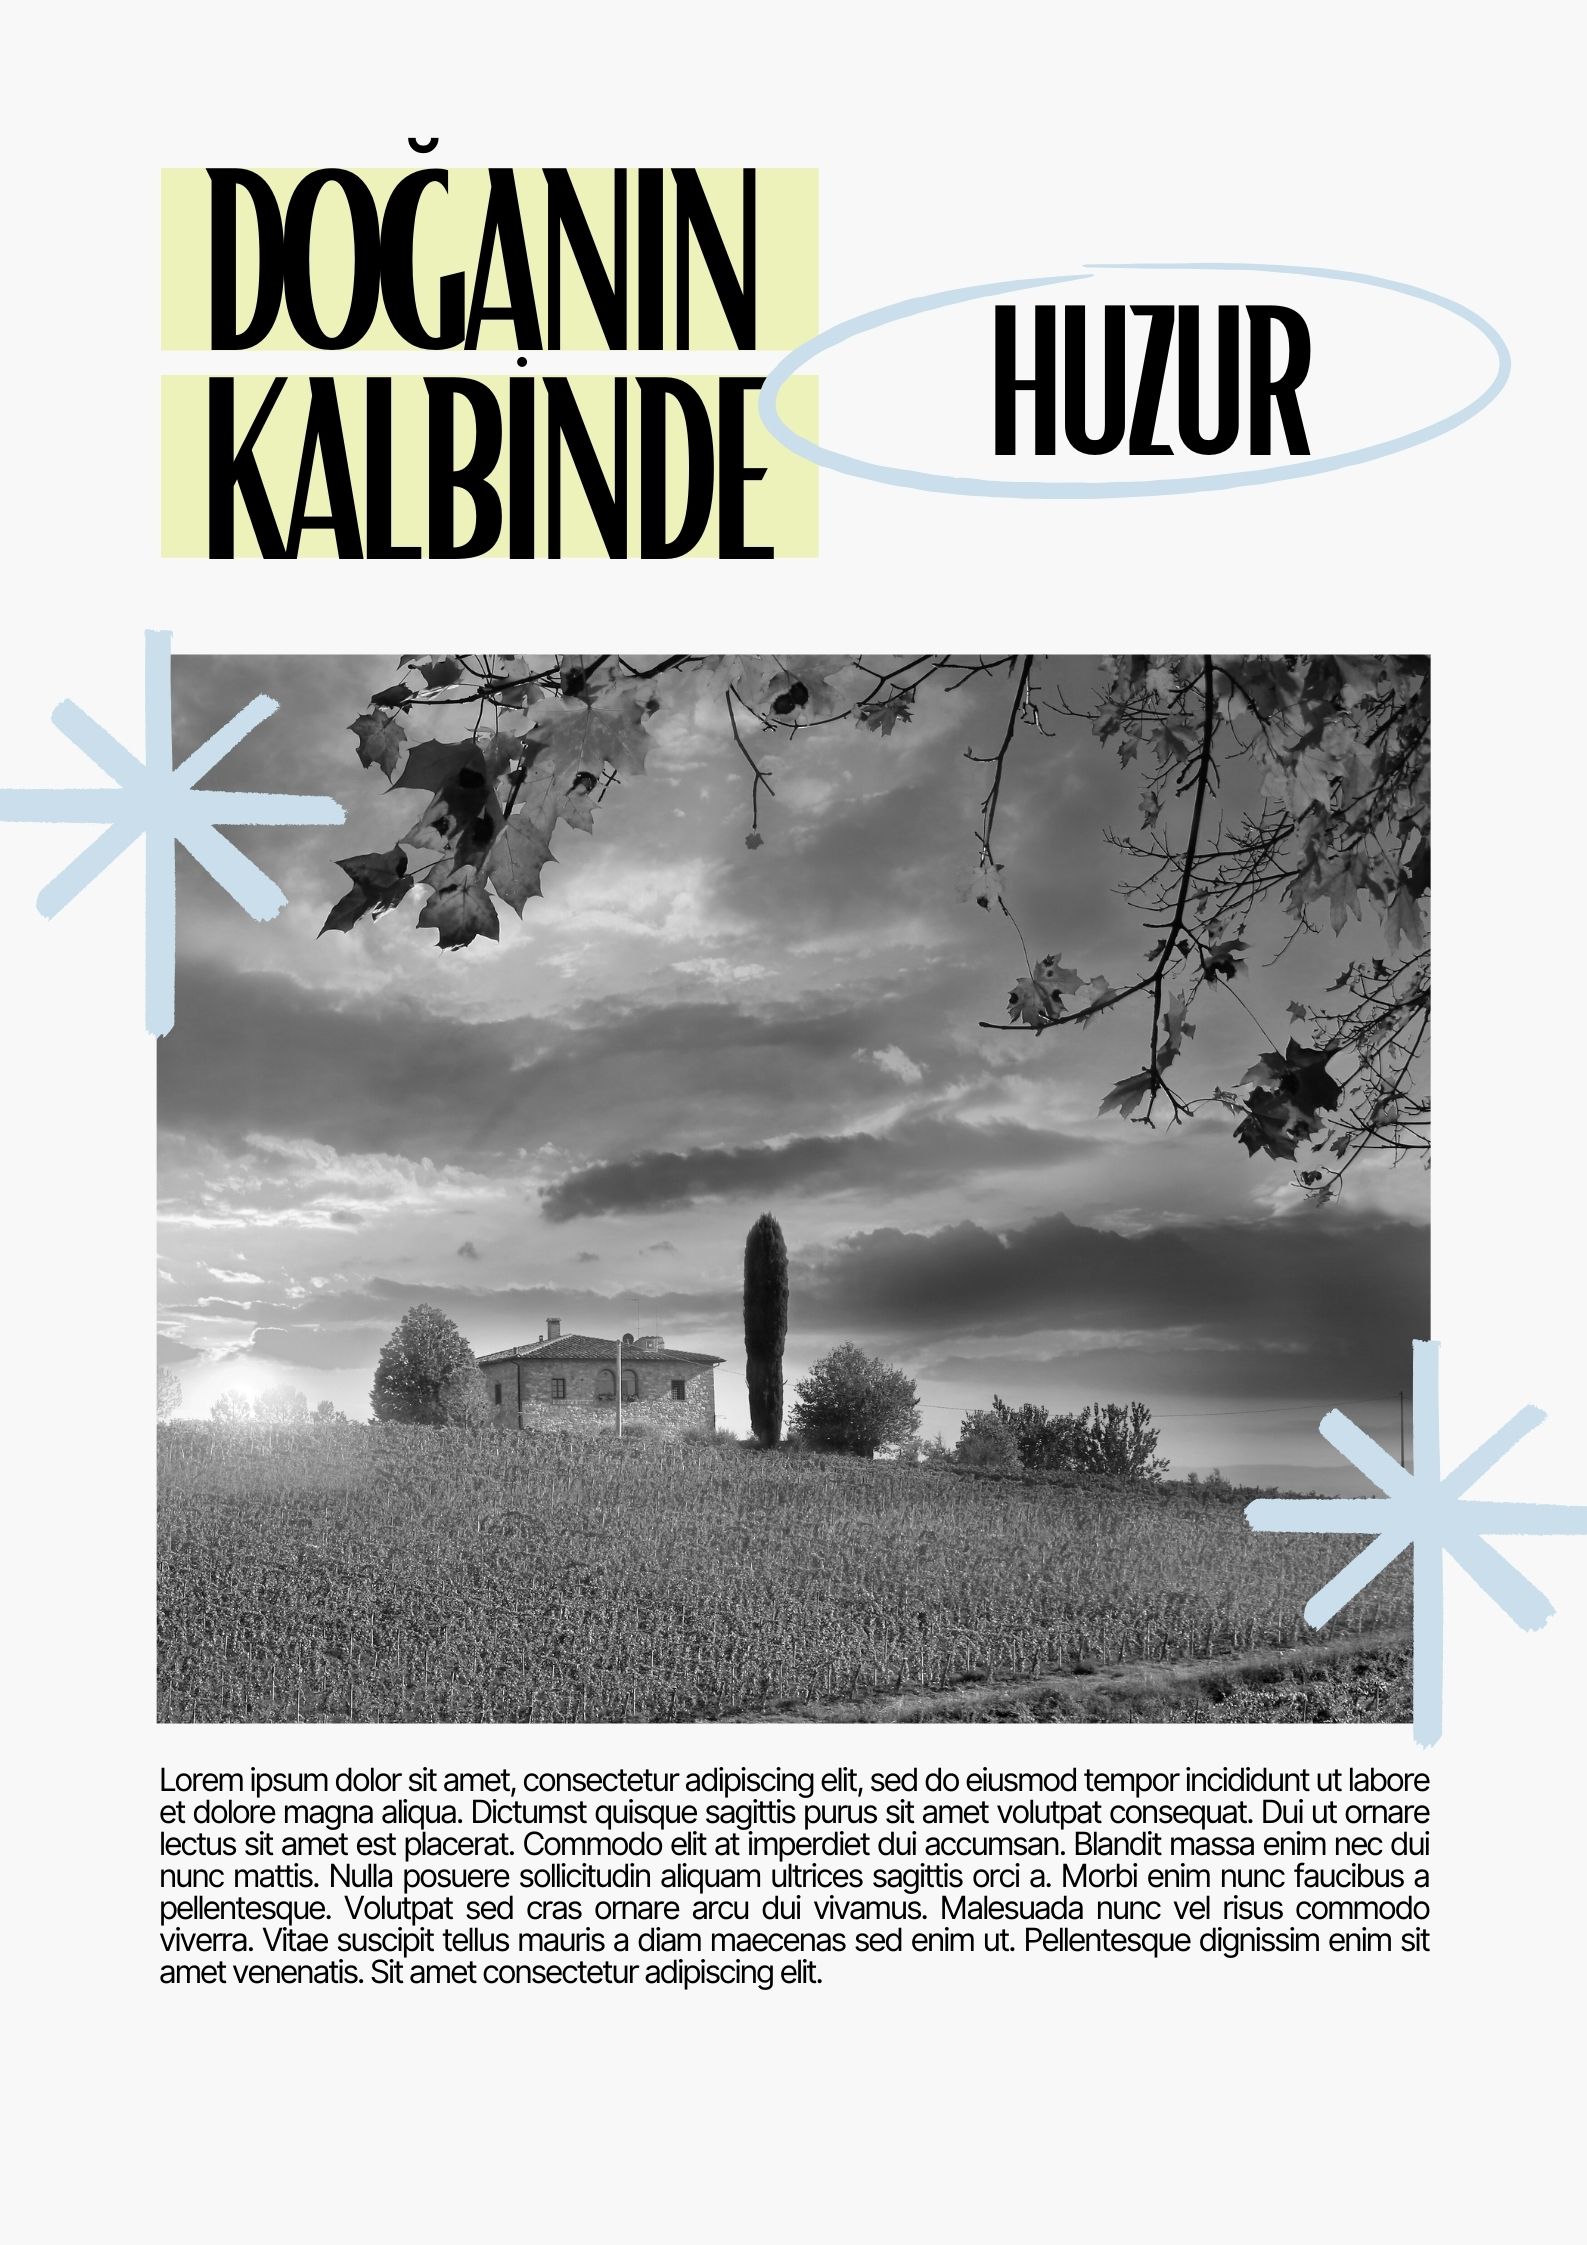 DOĞANIN
KALBİNDE
HUZUR
Lorem ipsum dolor sit amet, consectetur adipiscing elit, sed do eiusmod tempor incididunt ut labore
et dolore magna aliqua. Dictumst quisque sagittis purus sit amet volutpat consequat. Dui ut ornare
lectus sit amet est placerat. Commodo elit at imperdiet dui accumsan. Blandit massa enim nec dui
nunc mattis. Nulla posuere sollicitudin aliquam ultrices sagittis orci a. Morbi enim nunc faucibus a
pellentesque. Volutpat sed cras ornare arcu dui vivamus. Malesuada nunc vel risus commodo
viverra. Vitae suscipit tellus mauris a diam maecenas sed enim ut. Pellentesque dignissim enim sit
amet venenatis. Sit amet consectetur adipiscing elit.